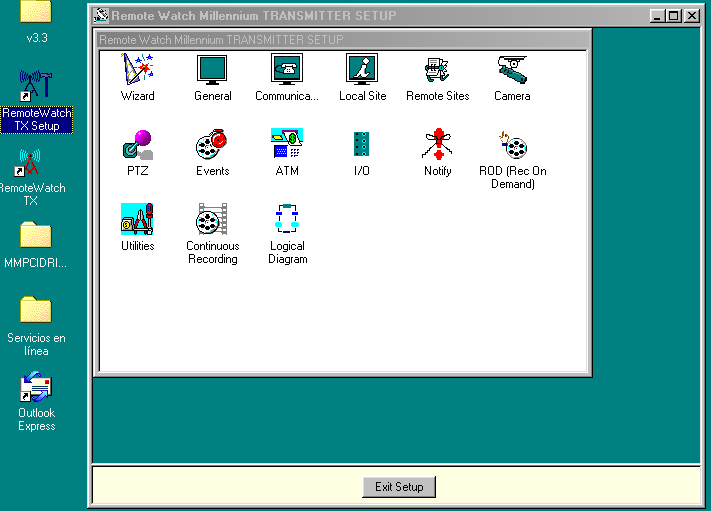 v3.3
RemoteWatch
TX Setup
RemoteWatch
TX
MMPCIDRI...
Servicios en
línea
Outlook
Express
Remote Watch Millennium TRANSMITTER SETUP
Remote Watch Millennium TRANSMITTER SETUP
Wizard
General
Communica...
Local Site
Remote Sites
Camera
PTZ
Events
ATM
I/O
Notify
ROD (Rec On
Demand)
Utilities
Continuous
Recording
Logical
Diagram
Exit Setup